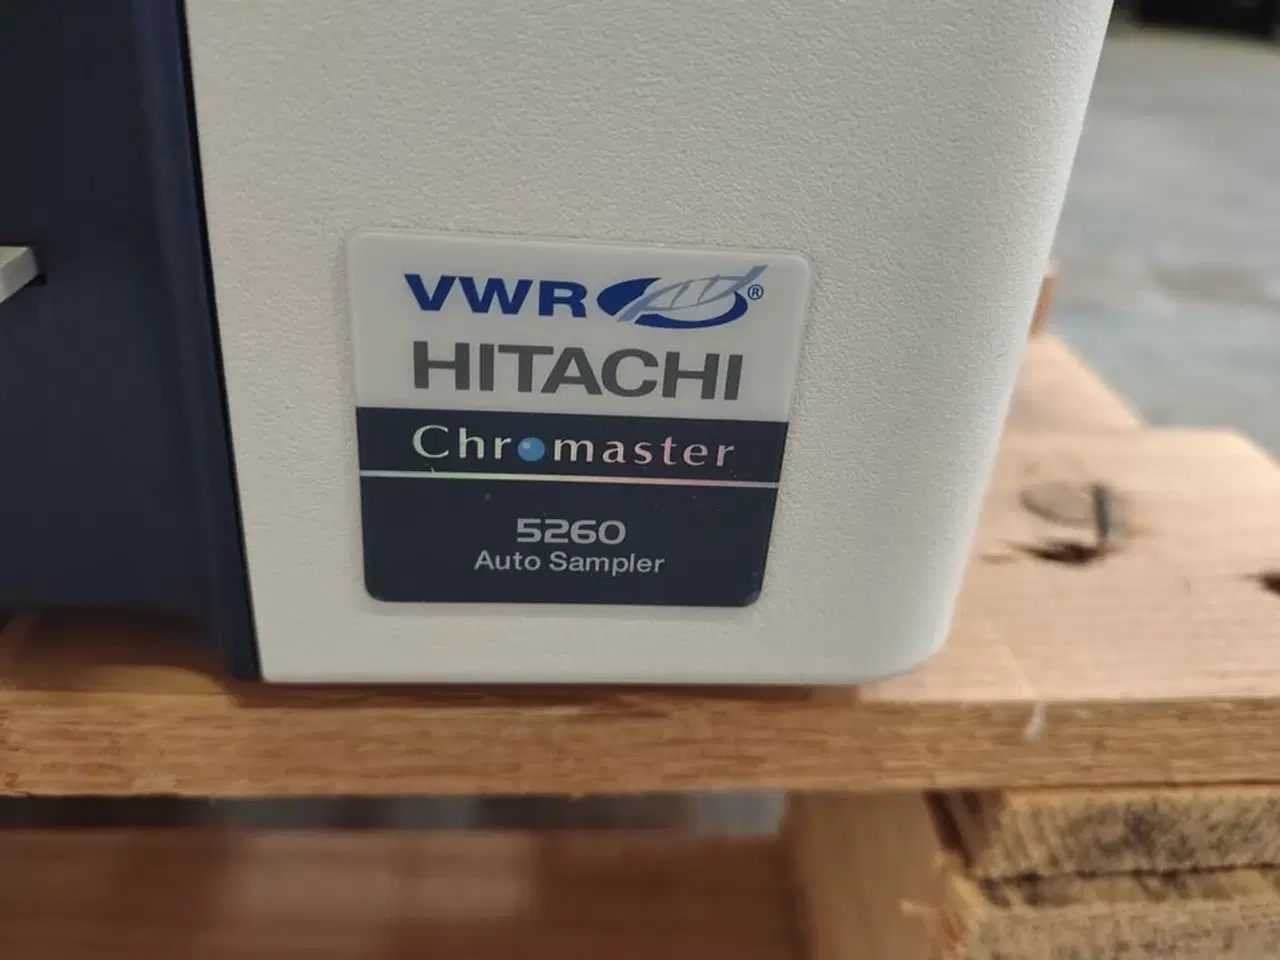 VWR®
HITACHI
Chromaster
5260
Auto Sampler